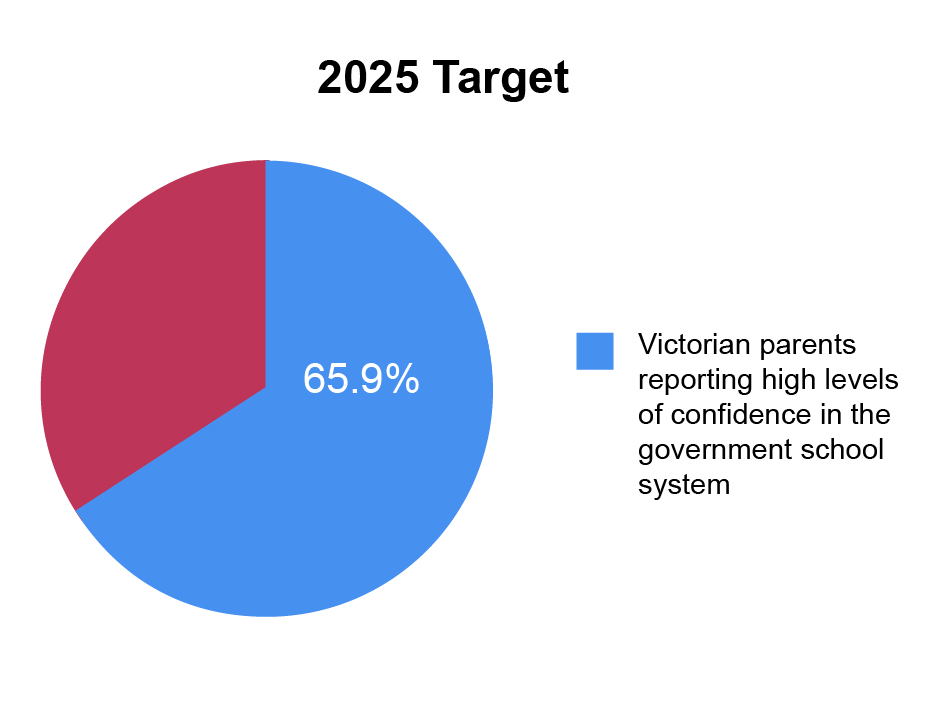 2025 Target
65.9%
Victorian parents
reporting high levels
of confidence in the
government school
system